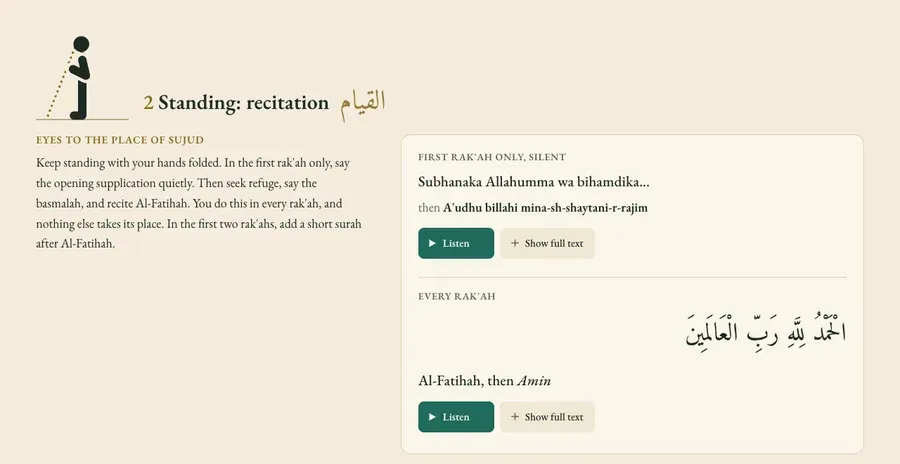 2 Standing: recitation القيام
EYES TO THE PLACE OF SUJUD
Keep standing with your hands folded. In the first rak'ah only, say
the opening supplication quietly. Then seek refuge, say the
basmalah, and recite Al-Fatihah. You do this in every rak'ah, and
nothing else takes its place. In the first two rak'ahs, add a short surah
after Al-Fatihah.
FIRST RAK'AH ONLY, SILENT
Subhanaka Allahumma wa bihamdika...
then A'udhu billahi mina-sh-shaytani-r-rajim
Listen
+ Show full text
EVERY RAK'AH
الْحَمْدُ لِلَّهِ رَبِّ الْعَالَمِينَ
Al-Fatihah, then Amin
Listen
+ Show full text